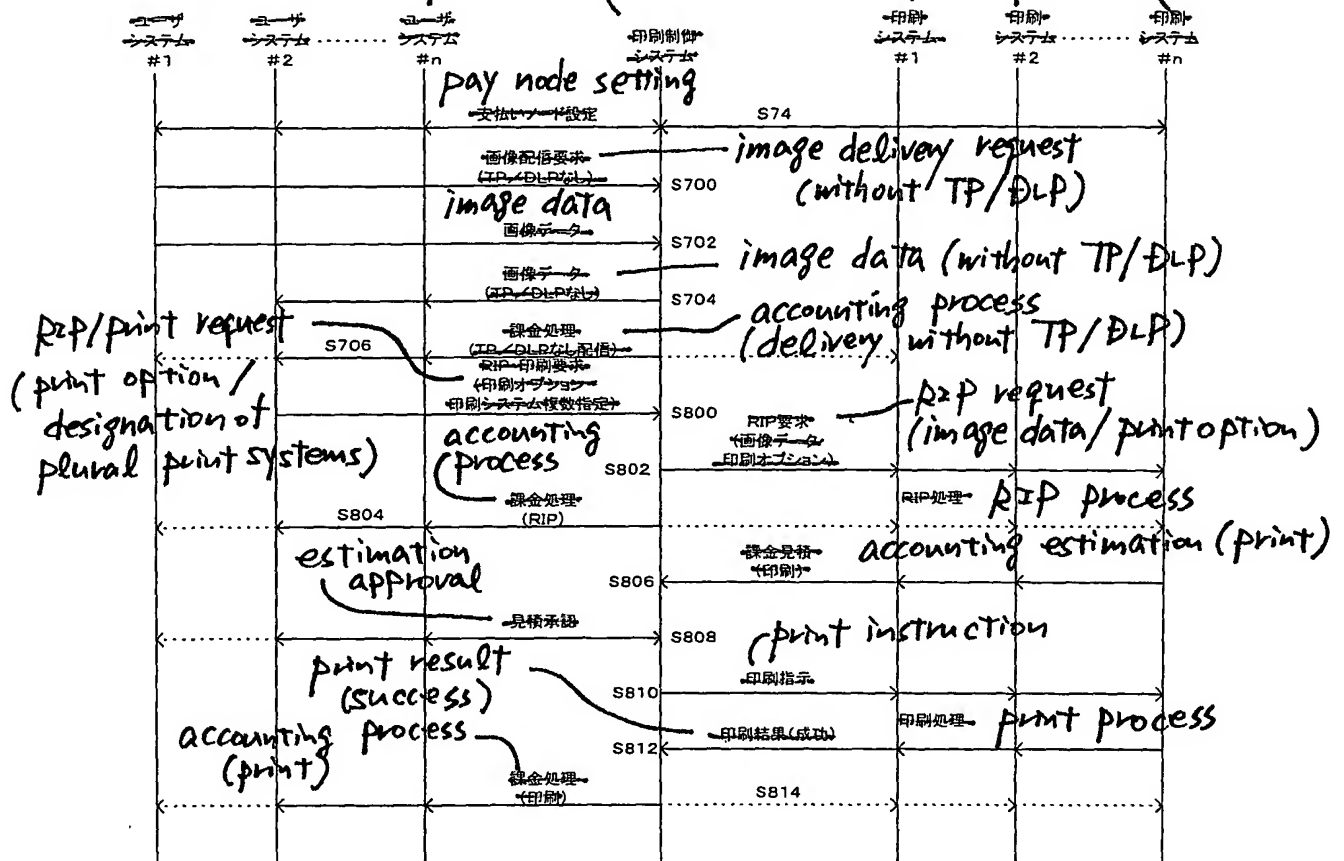 ユーザ
システム
#1
ユーザ
システム
#2
ユーザ
システム
#n
印刷制御
システム
印刷
システム
#1
印刷
システム
#2
印刷
システム
#n
pay node setting
支払いノード設定
S74
画像配信要求
(TP/DLPなし)
image delivery request
(without TP/DLP)
S700
image data
画像データ
S702
画像データ
(TP/DLPなし)
image data (without TP/DLP)
S704
RIP/print request
(print option/
designation of
plural print systems)
課金処理
(TP/DLPなし配信)
accounting process
(delivery without TP/DLP)
S706
RIP・印刷要求
(印刷オプション
印刷システム複数指定)
S800
RIP要求
(画像データ
印刷オプション)
RIP request
(image data/print option)
S802
accounting
process
課金処理
(RIP)
RIP処理
RIP process
S804
課金見積
(印刷)
accounting estimation (print)
S806
estimation
approval
見積承認
S808
print instruction
印刷指示
S810
print result
(success)
印刷処理
print process
印刷結果(成功)
S812
accounting process
(print)
課金処理
(印刷)
S814